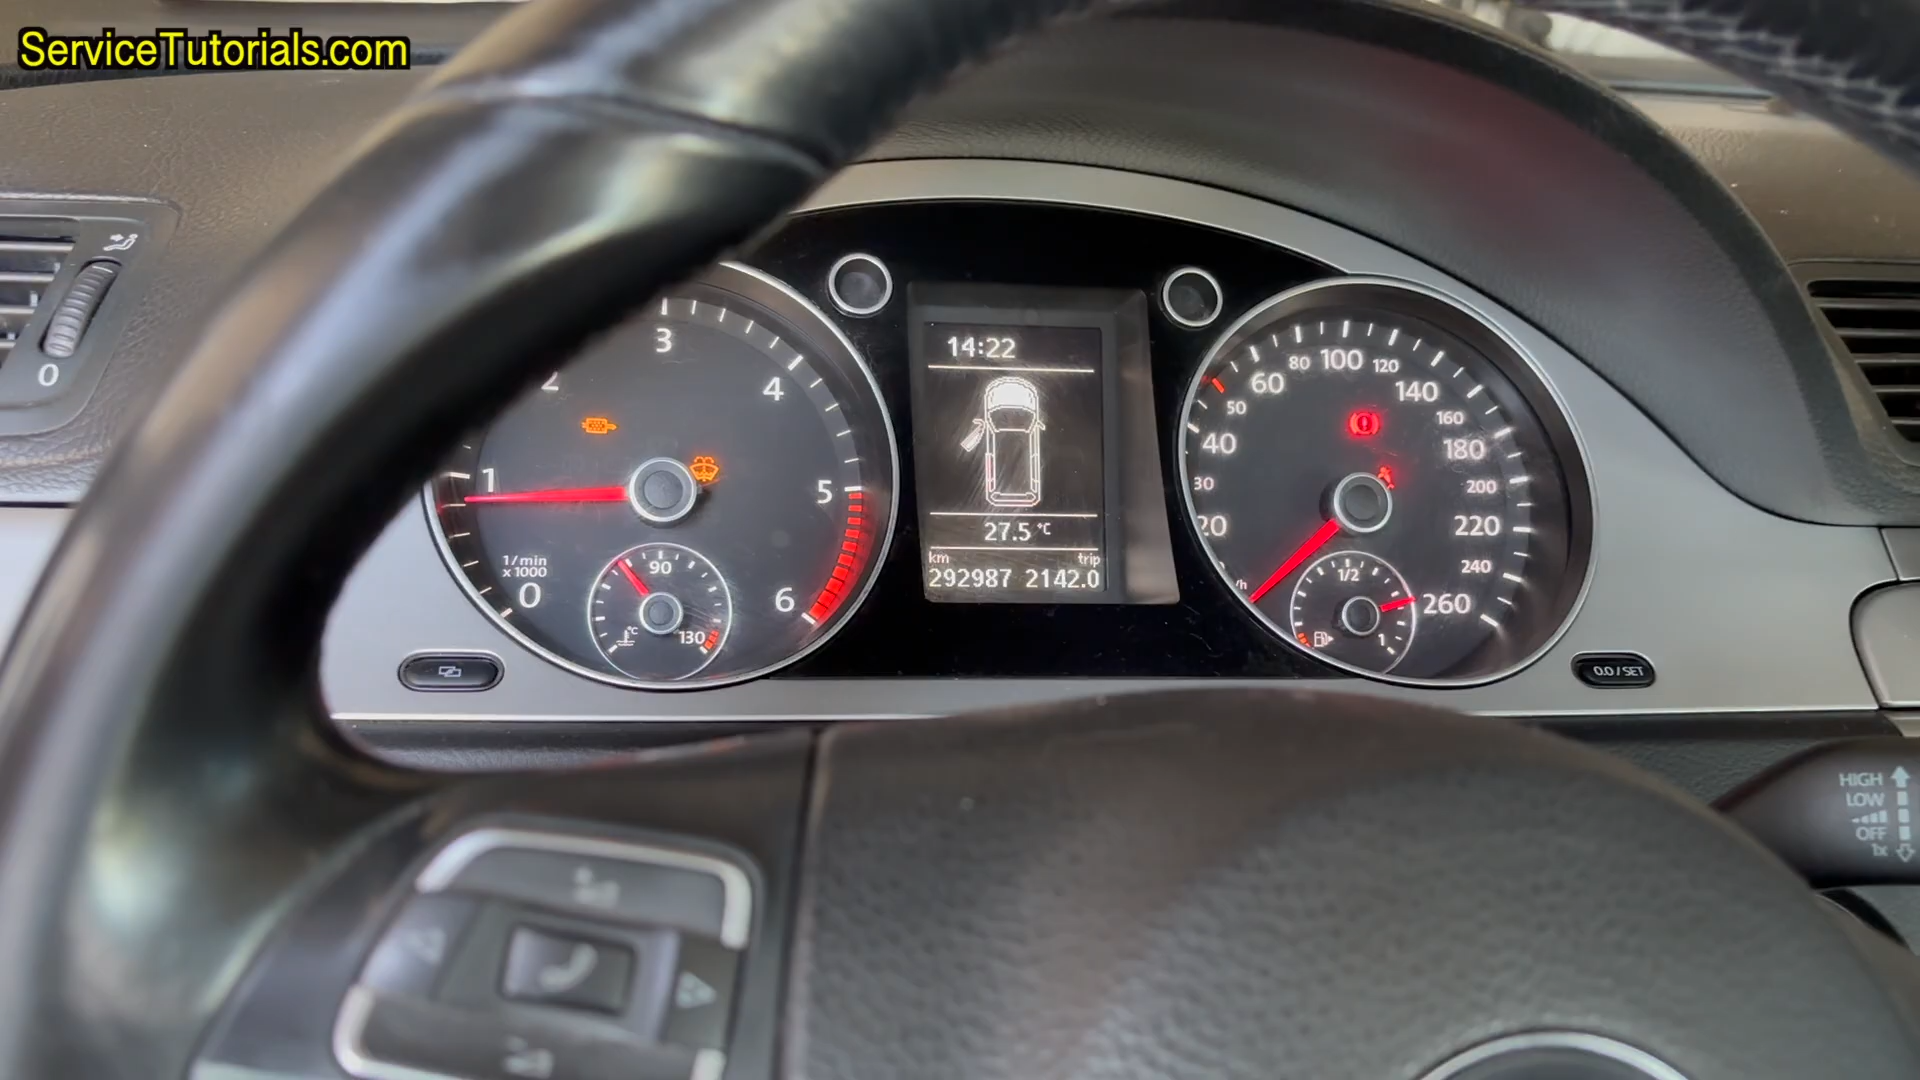 ServiceTutorials.com
0
1
2
3
4
5
6
1/min
x 1000
0
90
130
°C
14:22
27.5 °C
km trip
292987 2142.0
20
30
40
50
60
80
100
120
140
160
180
200
220
240
260
1/2
1
0.0 / SET
HIGH
LOW
OFF
1x